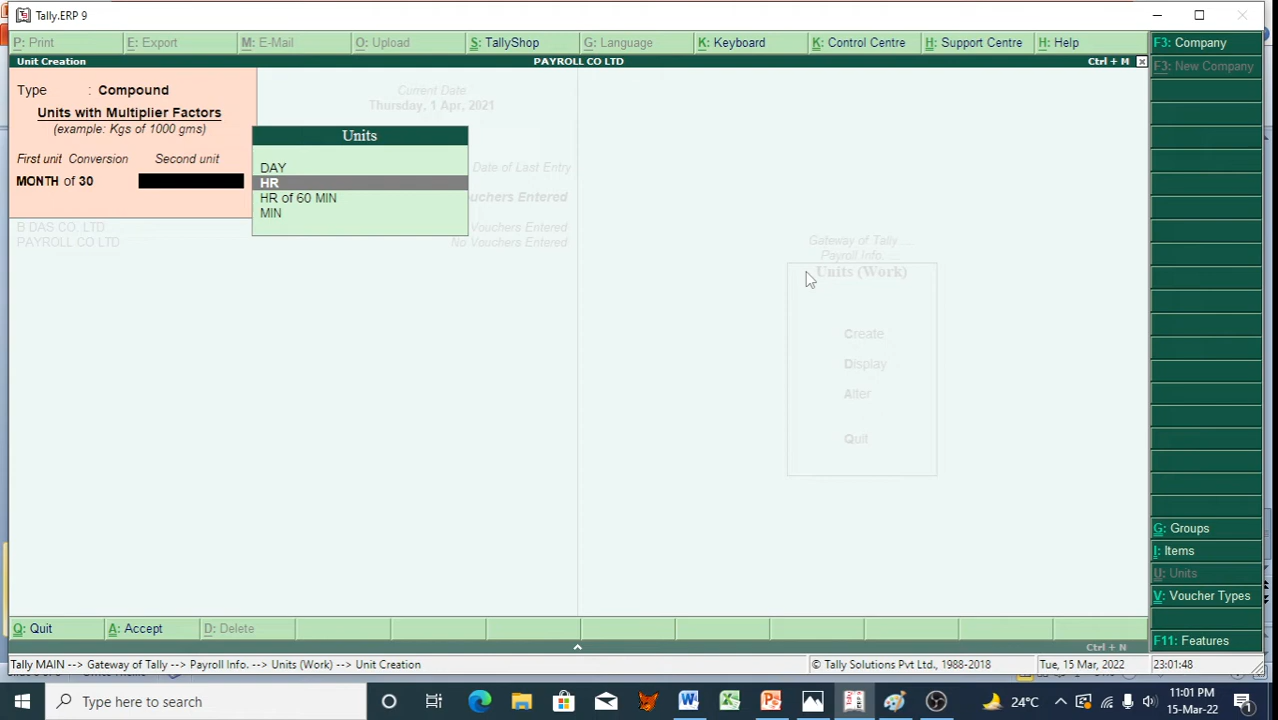 Tally.ERP 9
P: Print E: Export M: E-Mail O: Upload S: TallyShop G: Language K: Keyboard K: Control Centre H: Support Centre H: Help F3: Company
Unit Creation PAYROLL CO LTD Ctrl + M x
F3: New Company
Type : Compound
Current Date
Units with Multiplier Factors
Thursday, 1 Apr, 2021
(example: Kgs of 1000 gms)
Units
First unit Conversion Second unit
DAY Date of Last Entry
MONTH of 30 HR
HR of 60 MIN uchers Entered
MIN
B DAS CO. LTD Vouchers Entered
PAYROLL CO LTD No Vouchers Entered
Gateway of Tally ...
Payroll Info. ...
Units (Work)
Create
Display
Alter
Quit
G: Groups
I: Items
U: Units
V: Voucher Types
Q: Quit A: Accept D: Delete
F11: Features
Ctrl + N
Tally MAIN --> Gateway of Tally --> Payroll Info. --> Units (Work) --> Unit Creation © Tally Solutions Pvt Ltd., 1988-2018 Tue, 15 Mar, 2022 23:01:48
Type here to search 24°C 11:01 PM
15-Mar-22 1